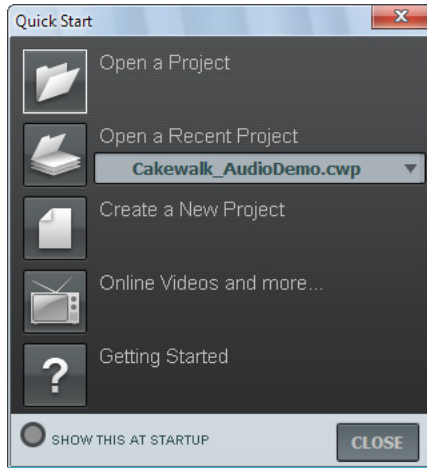 Quick Start
Open a Project
Open a Recent Project
Cakewalk_AudioDemo.cwp
Create a New Project
Online Videos and more...
Getting Started
SHOW THIS AT STARTUP
CLOSE